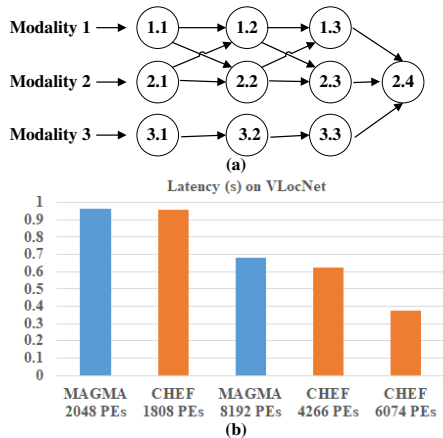 Modality 1 1.1 1.2 1.3
Modality 2 2.1 2.2 2.3 2.4
Modality 3 3.1 3.2 3.3
(a)
Latency (s) on VLocNet
1
0.9
0.8
0.7
0.6
0.5
0.4
0.3
0.2
0.1
0
MAGMA CHEF MAGMA CHEF CHEF
2048 PEs 1808 PEs 8192 PEs 4266 PEs 6074 PEs
(b)